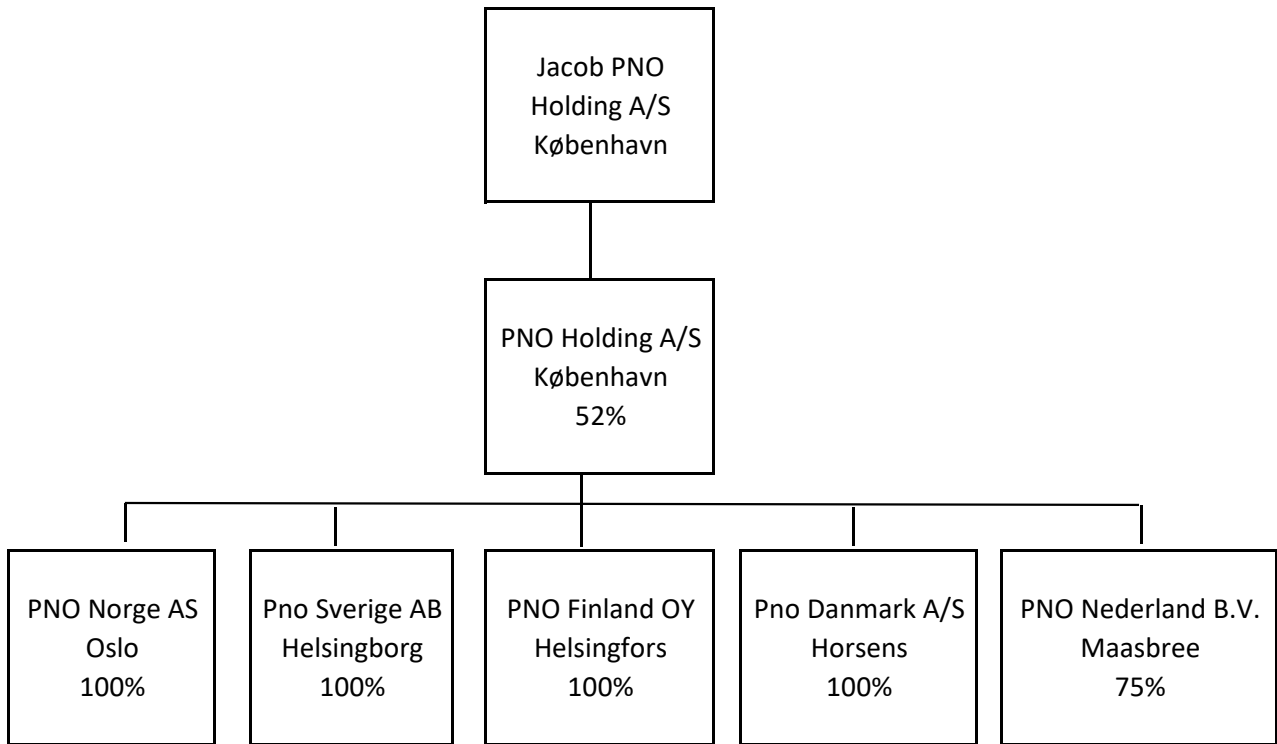 Jacob PNO
Holding A/S
København
PNO Holding A/S
København
52%
PNO Norge AS
Oslo
100%
Pno Sverige AB
Helsingborg
100%
PNO Finland OY
Helsingfors
100%
Pno Danmark A/S
Horsens
100%
PNO Nederland B.V.
Maasbree
75%